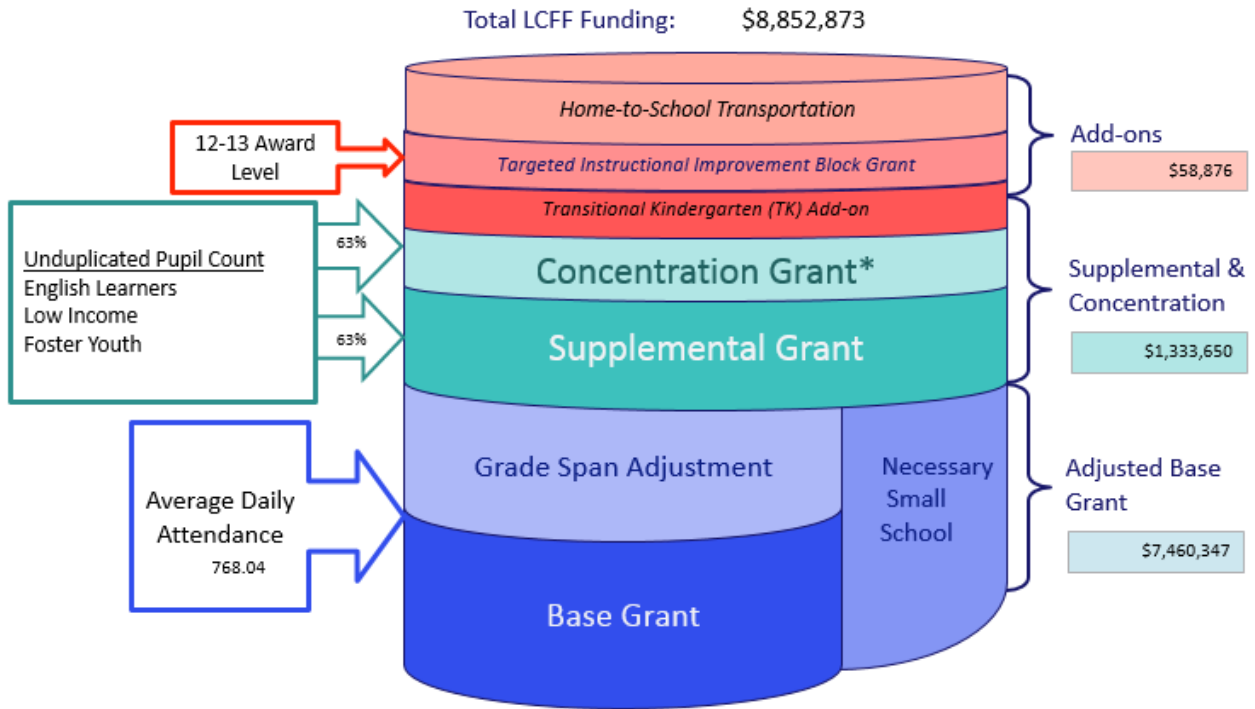 Total LCFF Funding: $8,852,873
Home-to-School Transportation
12-13 Award
Level
Targeted Instructional Improvement Block Grant
Add-ons
$58,876
Transitional Kindergarten (TK) Add-on
63%
Unduplicated Pupil Count
English Learners
Low Income
Foster Youth
63%
Concentration Grant*
Supplemental Grant
Supplemental &
Concentration
$1,333,650
Average Daily
Attendance
768.04
Grade Span Adjustment
Necessary
Small
School
Adjusted Base
Grant
$7,460,347
Base Grant